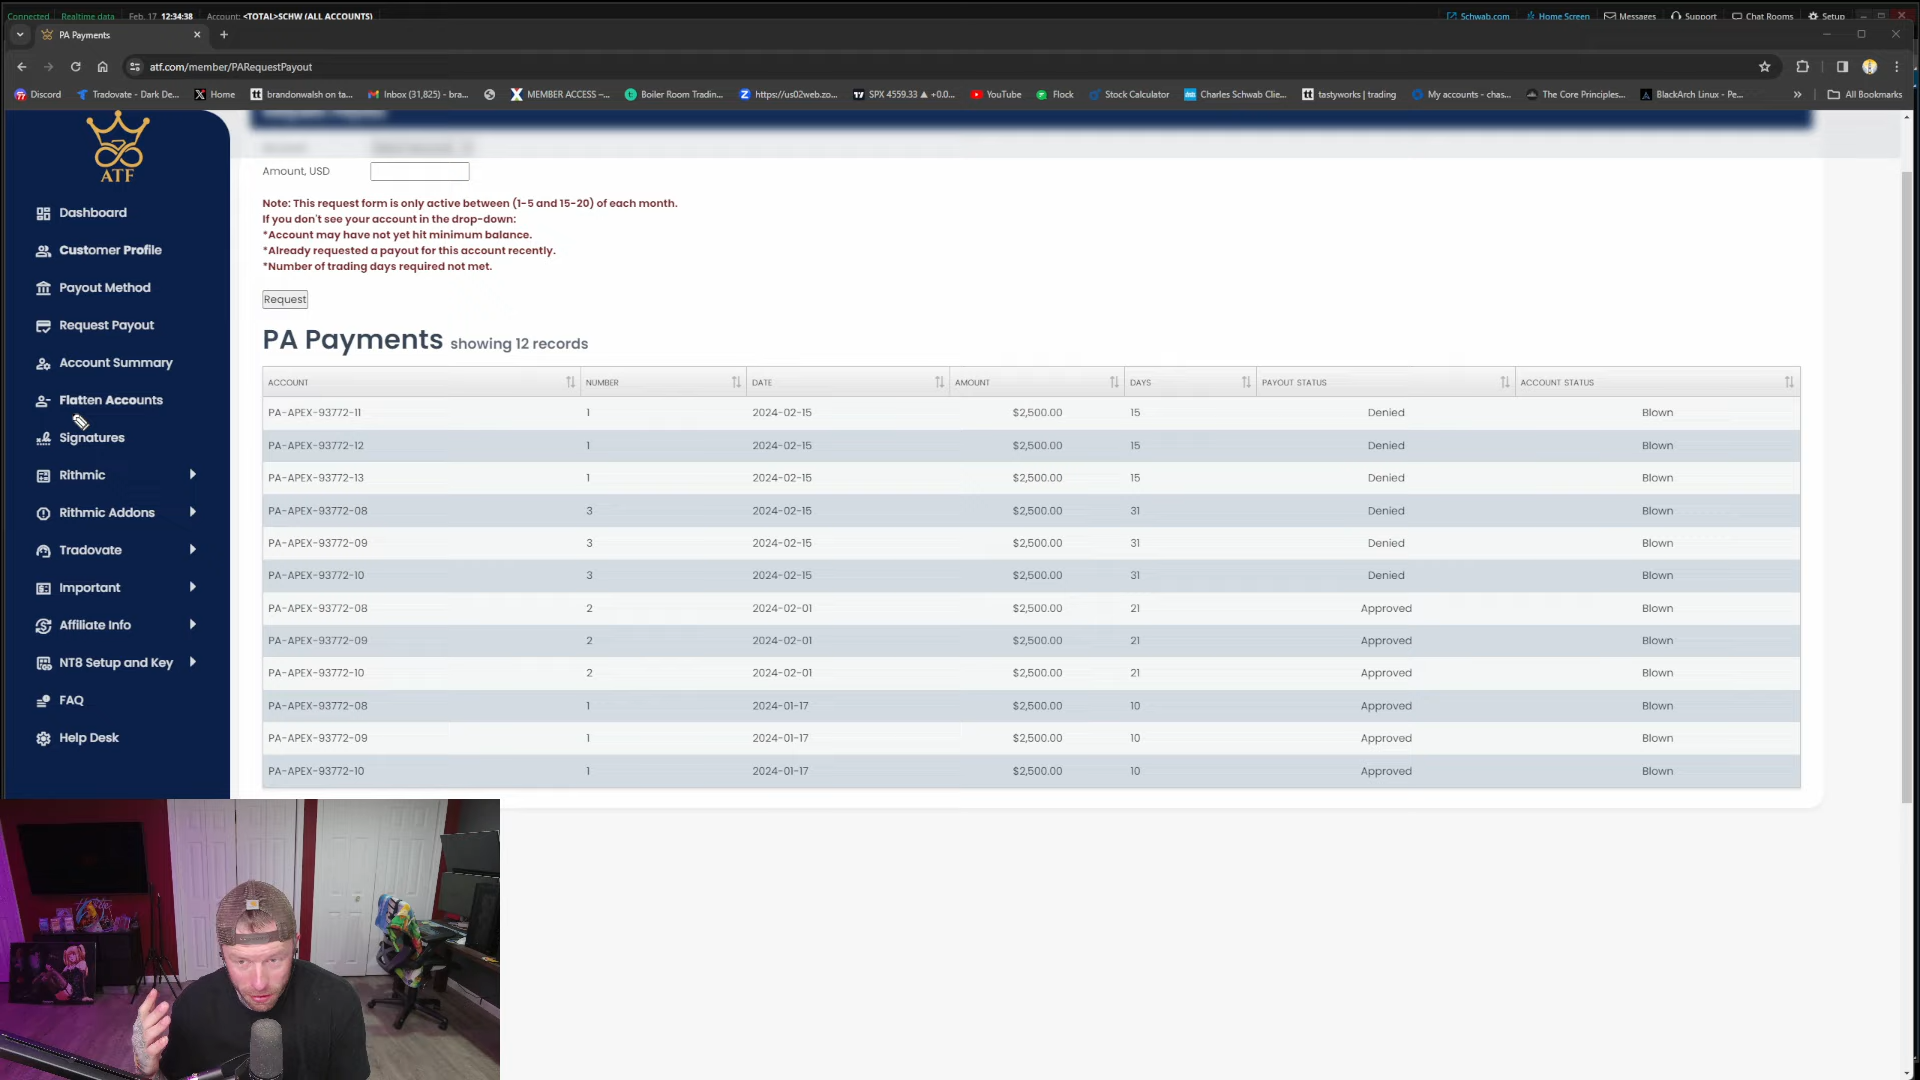 Connected Realtime data Feb. 17 12:34:38 Account: <TOTAL>SCHW (ALL ACCOUNTS) Schwab.com Home Screen Messages Support Chat Rooms Setup
PA Payments
atf.com/member/PARequestPayout
Discord Tradovate - Dark De... Home brandonwalsh on ta... Inbox (31,825) - bra... MEMBER ACCESS –... Boiler Room Tradin... https://us02web.zo... SPX 4559.33 ▲ +0.0... YouTube Flock Stock Calculator Charles Schwab Clie... tastyworks | trading My accounts - chas... The Core Principles... BlackArch Linux - Pe... » All Bookmarks
ATF
Dashboard
Customer Profile
Payout Method
Request Payout
Account Summary
Flatten Accounts
Signatures
Rithmic
Rithmic Addons
Tradovate
Important
Affiliate Info
NT8 Setup and Key
FAQ
Help Desk
Amount, USD
Note: This request form is only active between (1-5 and 15-20) of each month.
If you don't see your account in the drop-down:
*Account may have not yet hit minimum balance.
*Already requested a payout for this account recently.
*Number of trading days required not met.
Request
PA Payments showing 12 records
ACCOUNT NUMBER DATE AMOUNT DAYS PAYOUT STATUS ACCOUNT STATUS
PA-APEX-93772-11 1 2024-02-15 $2,500.00 15 Denied Blown
PA-APEX-93772-12 1 2024-02-15 $2,500.00 15 Denied Blown
PA-APEX-93772-13 1 2024-02-15 $2,500.00 15 Denied Blown
PA-APEX-93772-08 3 2024-02-15 $2,500.00 31 Denied Blown
PA-APEX-93772-09 3 2024-02-15 $2,500.00 31 Denied Blown
PA-APEX-93772-10 3 2024-02-15 $2,500.00 31 Denied Blown
PA-APEX-93772-08 2 2024-02-01 $2,500.00 21 Approved Blown
PA-APEX-93772-09 2 2024-02-01 $2,500.00 21 Approved Blown
PA-APEX-93772-10 2 2024-02-01 $2,500.00 21 Approved Blown
PA-APEX-93772-08 1 2024-01-17 $2,500.00 10 Approved Blown
PA-APEX-93772-09 1 2024-01-17 $2,500.00 10 Approved Blown
PA-APEX-93772-10 1 2024-01-17 $2,500.00 10 Approved Blown